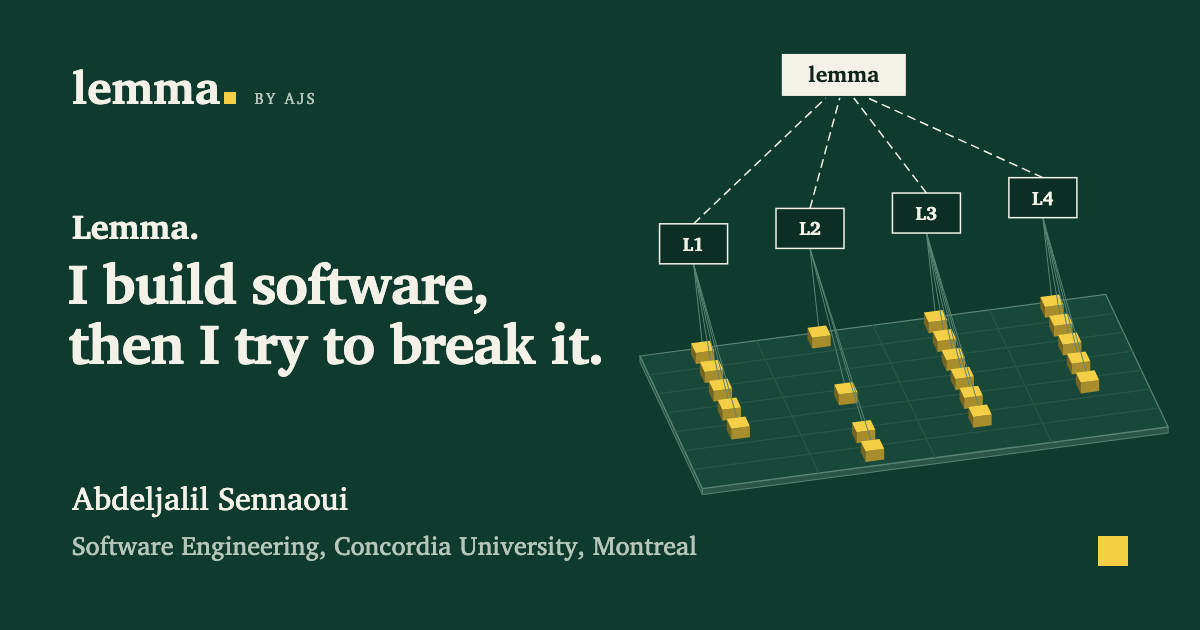 lemma.
BY AJS
Lemma.
I build software,
then I try to break it.
Abdeljalil Sennaoui
Software Engineering, Concordia University, Montreal
lemma
L1
L2
L3
L4